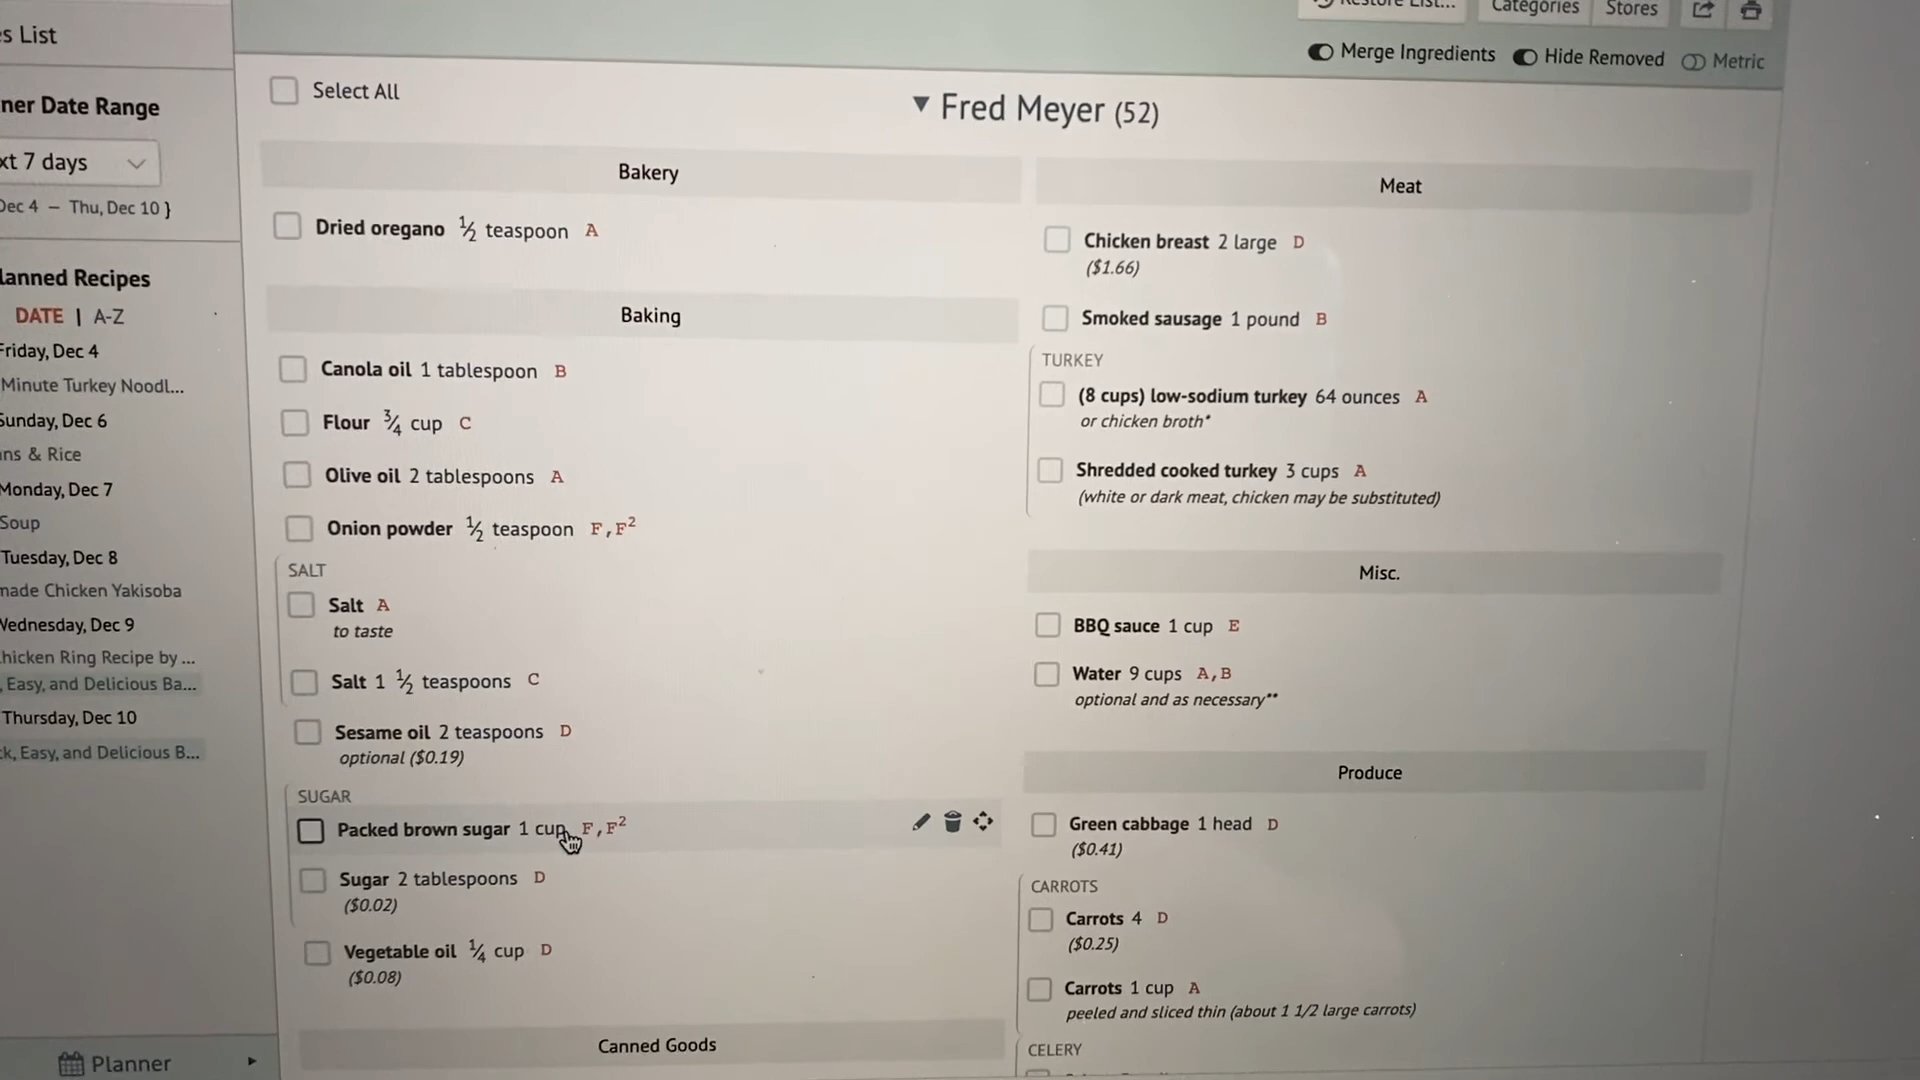 s List
ner Date Range
xt 7 days
Dec 4 – Thu, Dec 10 }
lanned Recipes
DATE | A-Z
Friday, Dec 4
Minute Turkey Noodl...
Sunday, Dec 6
ns & Rice
Monday, Dec 7
Soup
Tuesday, Dec 8
made Chicken Yakisoba
Wednesday, Dec 9
hicken Ring Recipe by ...
, Easy, and Delicious Ba...
Thursday, Dec 10
ck, Easy, and Delicious B...
Planner
Restore List...
Categories
Stores
Merge Ingredients
Hide Removed
Metric
Select All
Fred Meyer (52)
Bakery
Dried oregano ½ teaspoon A
Baking
Canola oil 1 tablespoon B
Flour ¾ cup C
Olive oil 2 tablespoons A
Onion powder ½ teaspoon F,F²
SALT
Salt A
to taste
Salt 1 ½ teaspoons C
Sesame oil 2 teaspoons D
optional ($0.19)
SUGAR
Packed brown sugar 1 cup F,F²
Sugar 2 tablespoons D
($0.02)
Vegetable oil ¼ cup D
($0.08)
Canned Goods
Meat
Chicken breast 2 large D
($1.66)
Smoked sausage 1 pound B
TURKEY
(8 cups) low-sodium turkey 64 ounces A
or chicken broth*
Shredded cooked turkey 3 cups A
(white or dark meat, chicken may be substituted)
Misc.
BBQ sauce 1 cup E
Water 9 cups A,B
optional and as necessary**
Produce
Green cabbage 1 head D
($0.41)
CARROTS
Carrots 4 D
($0.25)
Carrots 1 cup A
peeled and sliced thin (about 1 1/2 large carrots)
CELERY